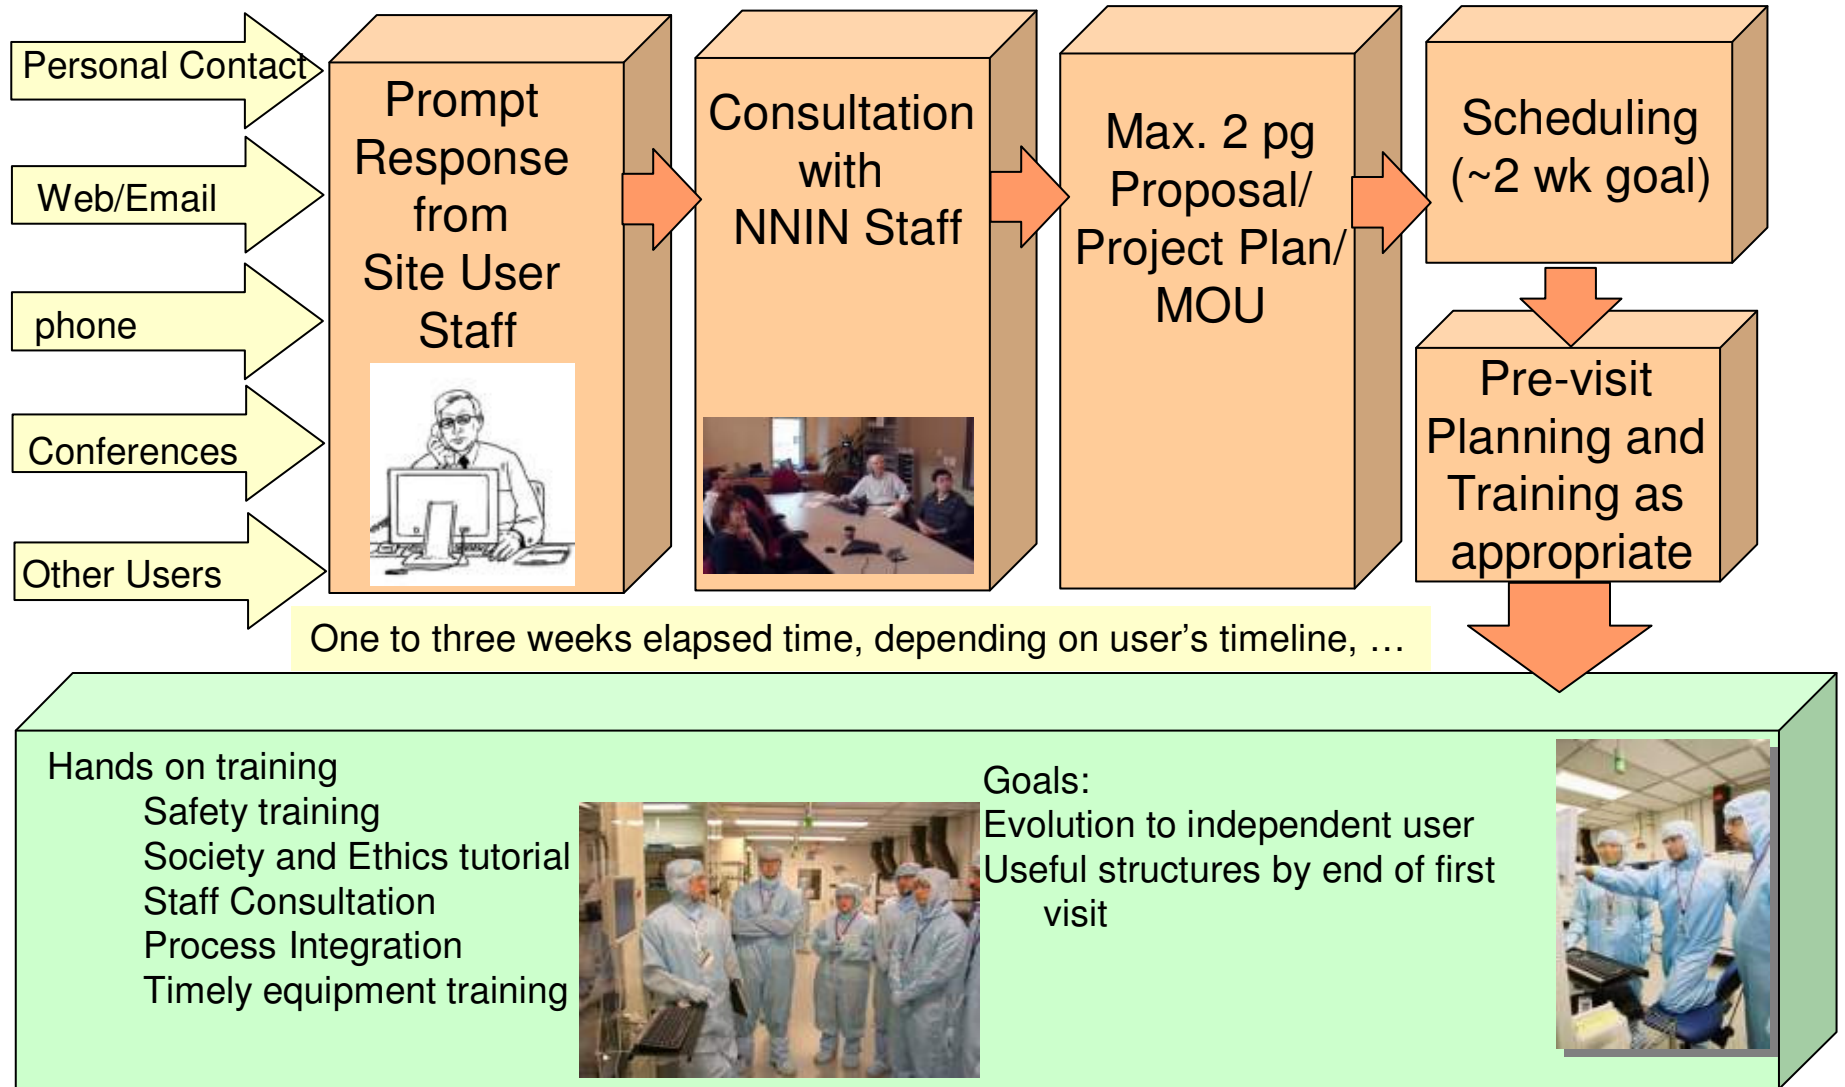 Personal Contact
Web/Email
phone
Conferences
Other Users
Prompt
Response
from
Site User
Staff
Consultation
with
NNIN Staff
Max. 2 pg
Proposal/
Project Plan/
MOU
Scheduling
(~2 wk goal)
Pre-visit
Planning and
Training as
appropriate
One to three weeks elapsed time, depending on user’s timeline, …
Hands on training
Safety training
Society and Ethics tutorial
Staff Consultation
Process Integration
Timely equipment training
Goals:
Evolution to independent user
Useful structures by end of first
visit